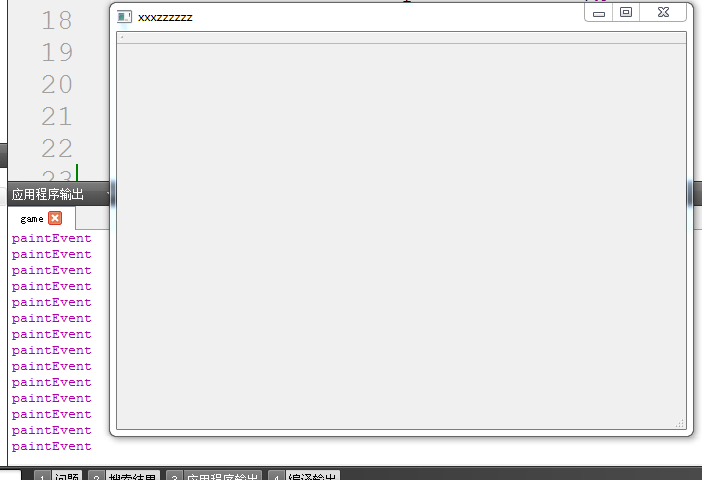 xxxzzzzzz
18
19
20
21
22
23
应用程序输出
game
paintEvent
paintEvent
paintEvent
paintEvent
paintEvent
paintEvent
paintEvent
paintEvent
paintEvent
paintEvent
paintEvent
paintEvent
paintEvent
paintEvent
1 问题 2 搜索结果 3 应用程序输出 4 编译输出